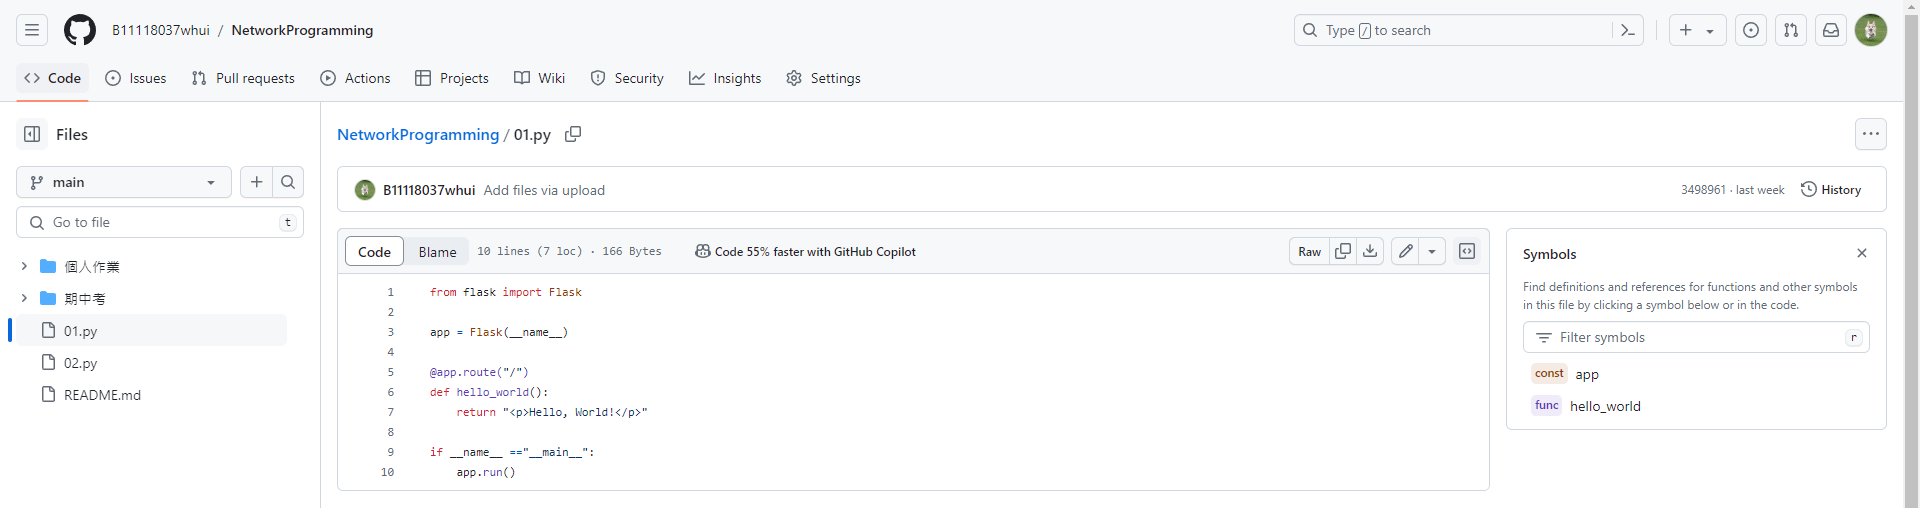 B11118037whui / NetworkProgramming
Type / to search
Code Issues Pull requests Actions Projects Wiki Security Insights Settings
Files
main
Go to file t
個人作業
期中考
01.py
02.py
README.md
NetworkProgramming / 01.py
B11118037whui Add files via upload
3498961 · last week History
Code Blame 10 lines (7 loc) · 166 Bytes Code 55% faster with GitHub Copilot Raw
1 from flask import Flask
2
3 app = Flask(__name__)
4
5 @app.route("/")
6 def hello_world():
7     return "<p>Hello, World!</p>"
8
9 if __name__ =="__main__":
10     app.run()
Symbols
Find definitions and references for functions and other symbols
in this file by clicking a symbol below or in the code.
Filter symbols r
const app
func hello_world